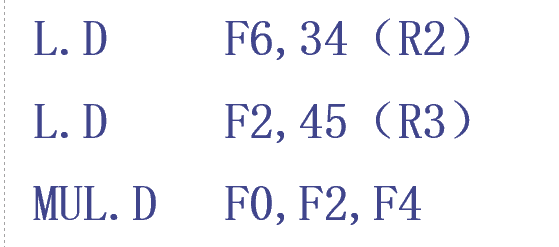 L.D F6,34（R2）
L.D F2,45（R3）
MUL.D F0,F2,F4